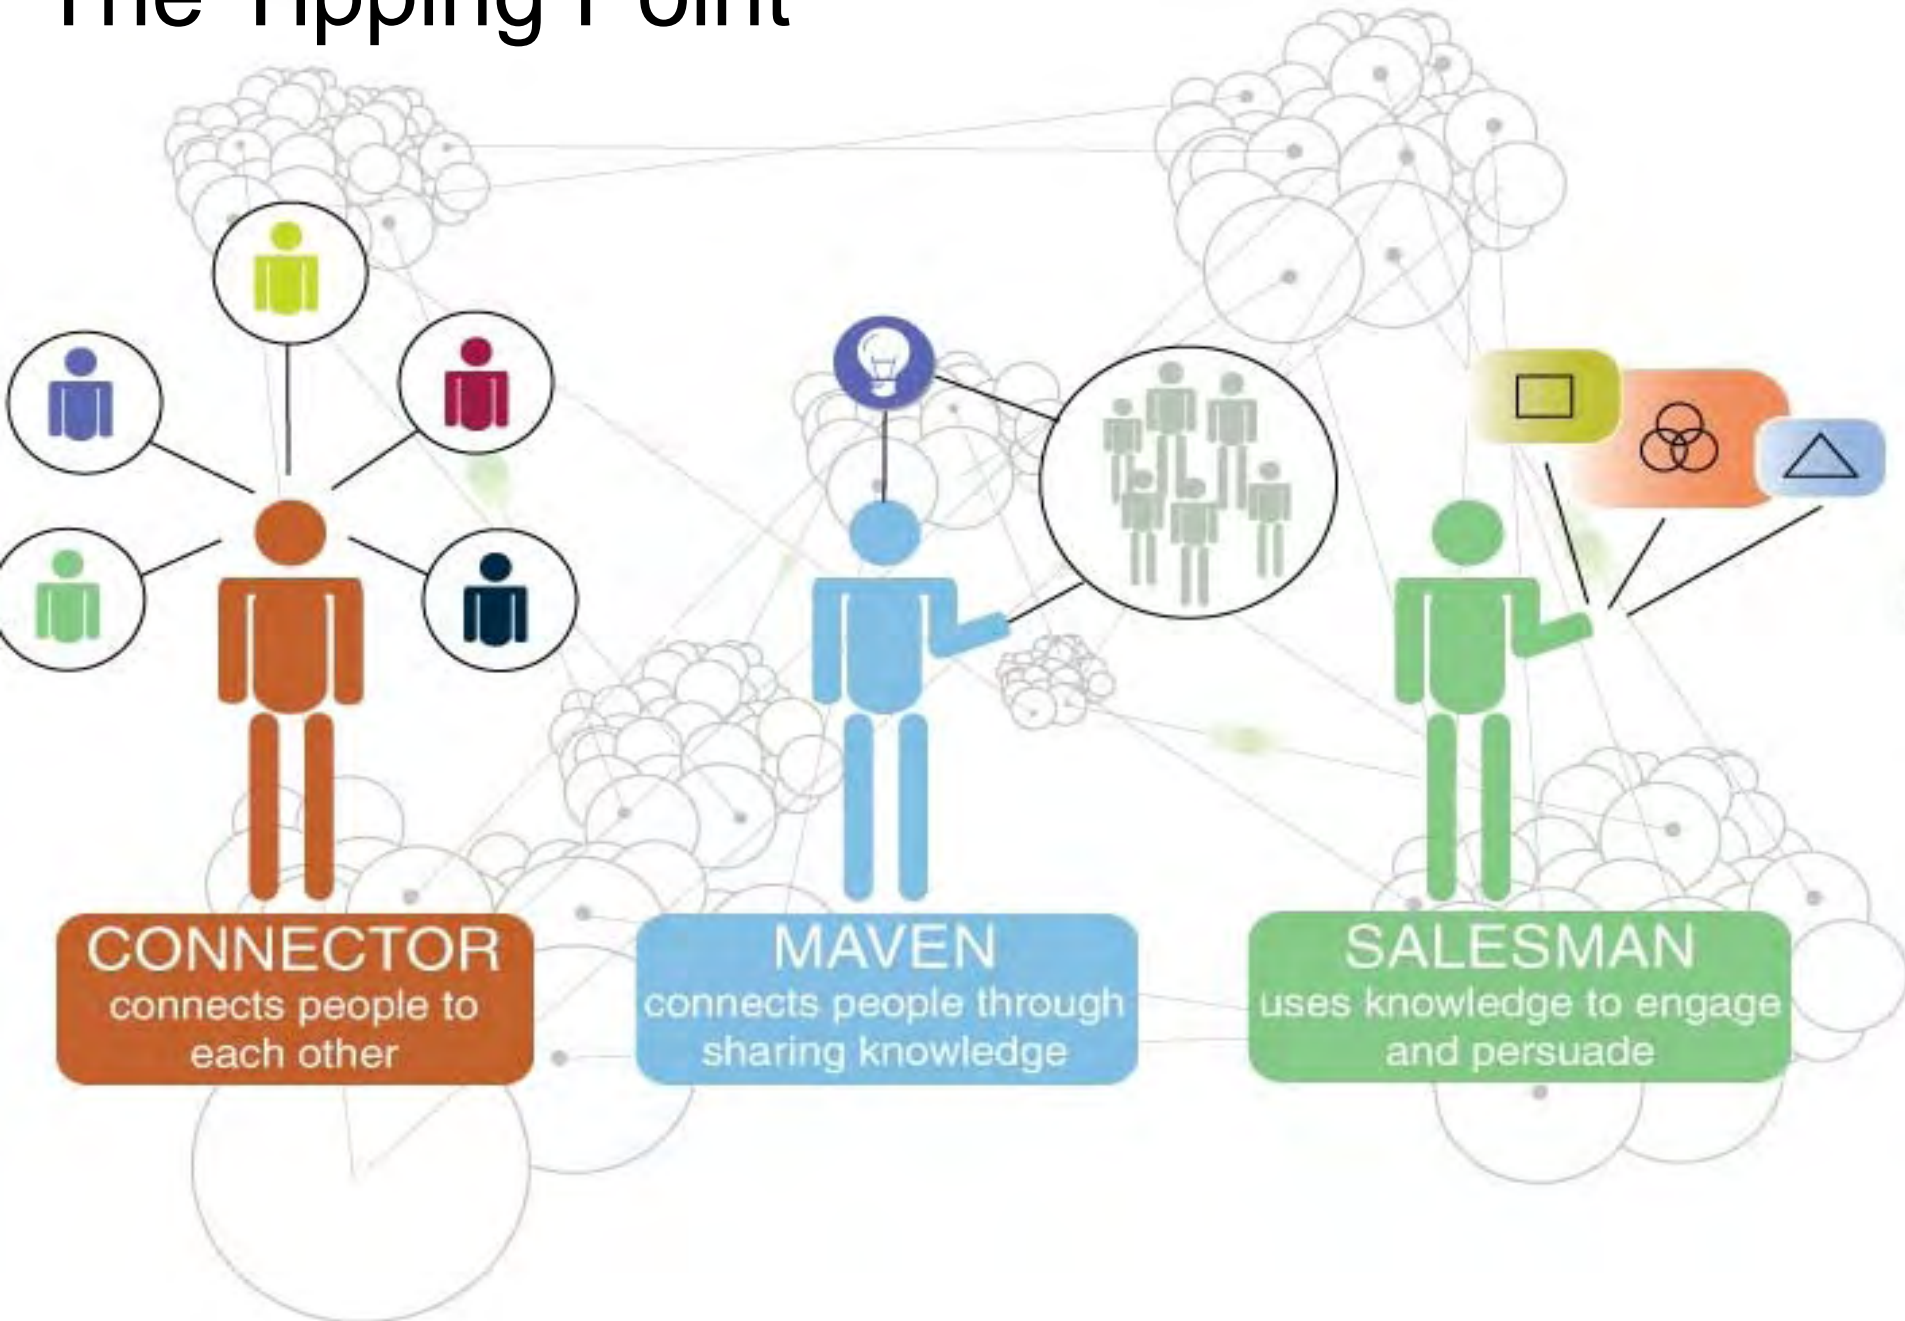 The Tipping Point
CONNECTOR
connects people to
each other
MAVEN
connects people through
sharing knowledge
SALESMAN
uses knowledge to engage
and persuade